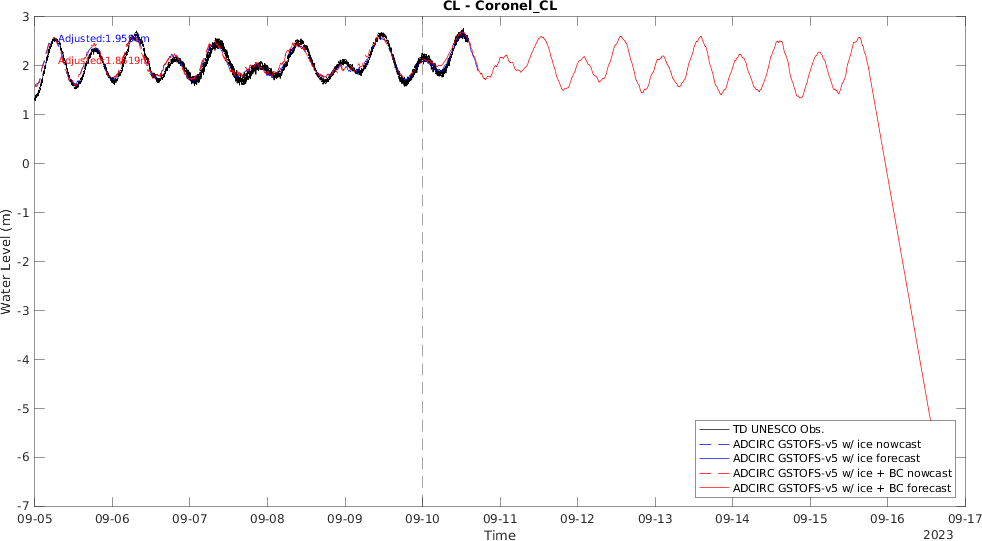 CL - Coronel_CL
3
2
1
0
-1
-2
-3
-4
-5
-6
-7
Water Level (m)
TD UNESCO Obs.
ADCIRC GSTOFS-v5 w/ ice nowcast
ADCIRC GSTOFS-v5 w/ ice forecast
ADCIRC GSTOFS-v5 w/ ice + BC nowcast
ADCIRC GSTOFS-v5 w/ ice + BC forecast
09-05 09-06 09-07 09-08 09-09 09-10 09-11 09-12 09-13 09-14 09-15 09-16 09-17
Time
2023